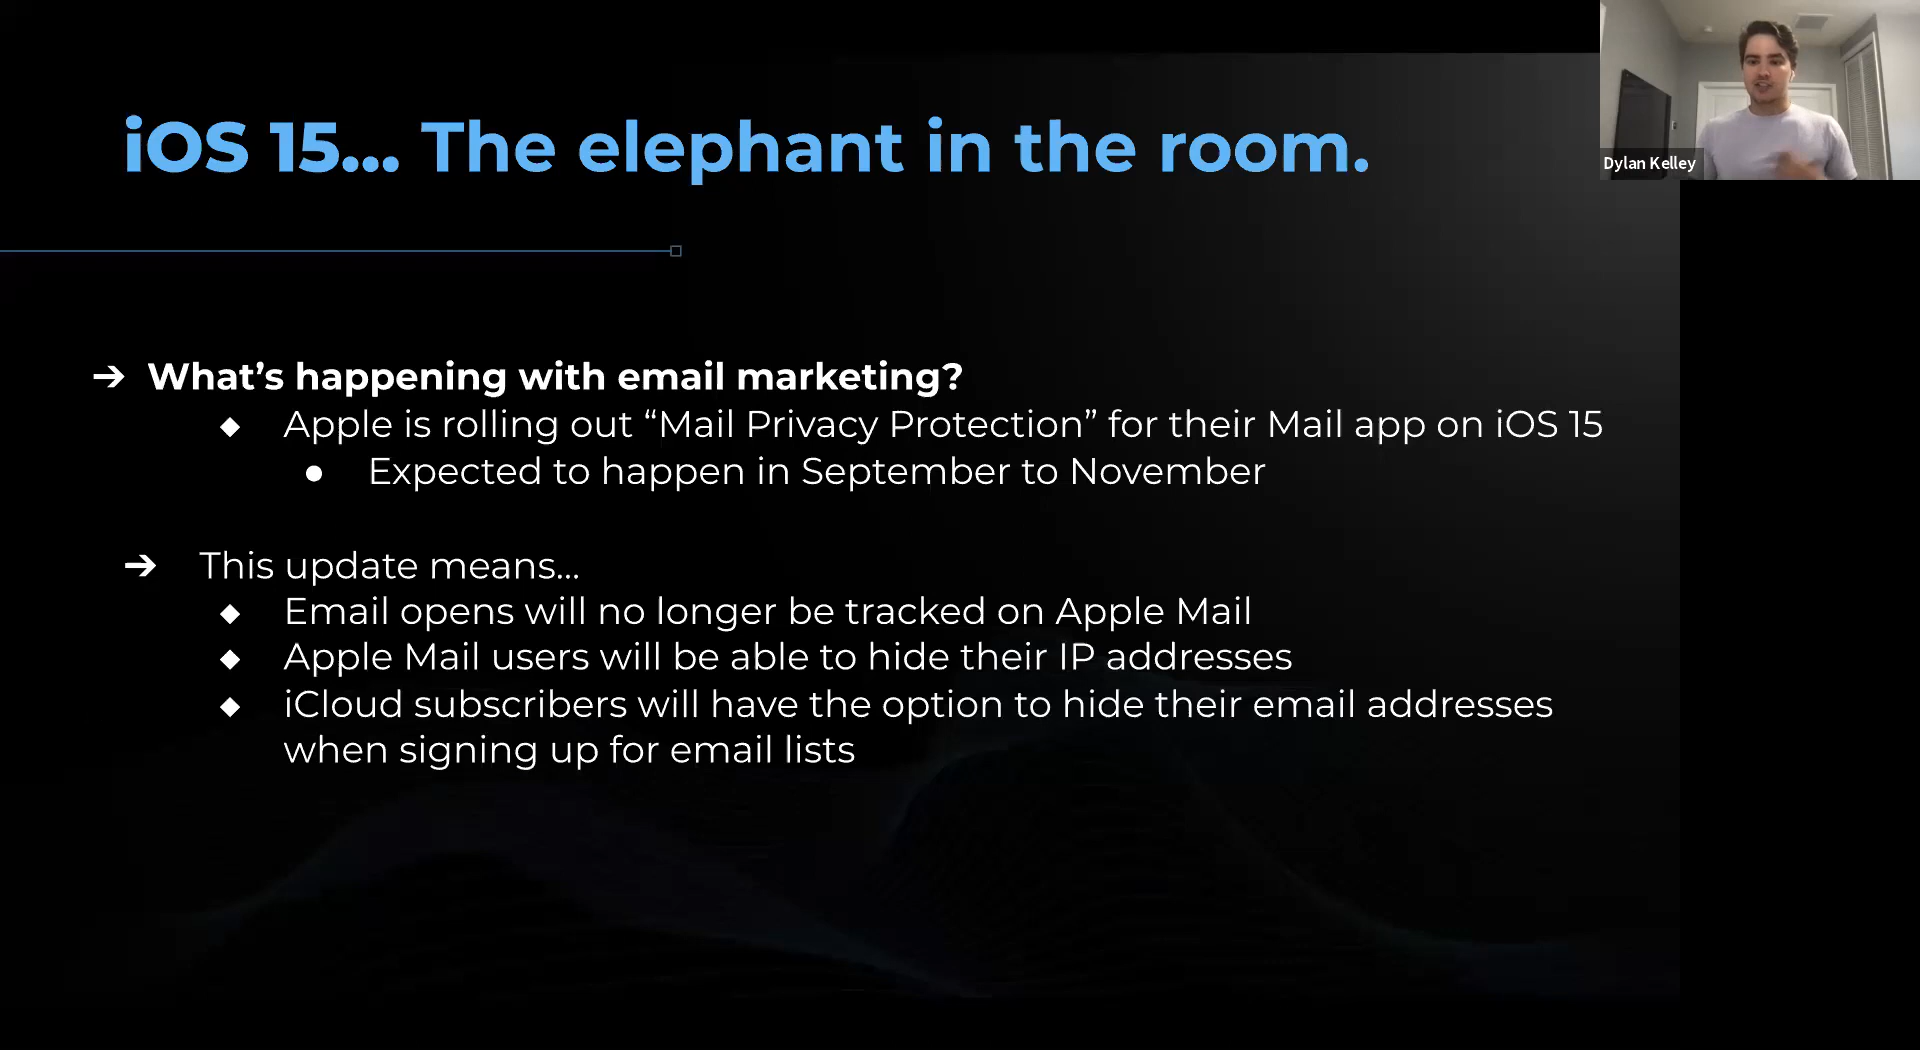 iOS 15... The elephant in the room.
Dylan Kelley
➔ What’s happening with email marketing?
◆ Apple is rolling out “Mail Privacy Protection” for their Mail app on iOS 15
● Expected to happen in September to November
➔ This update means...
◆ Email opens will no longer be tracked on Apple Mail
◆ Apple Mail users will be able to hide their IP addresses
◆ iCloud subscribers will have the option to hide their email addresses
when signing up for email lists